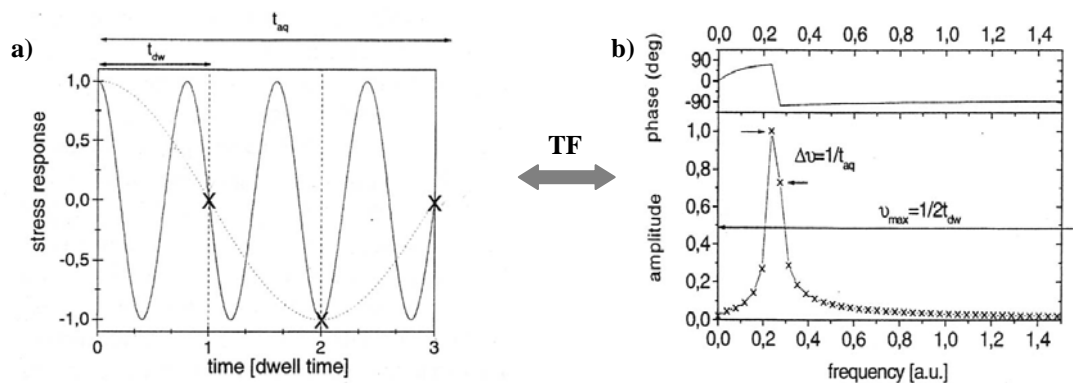 a)
t_aq
t_dw
1,0
0,5
0,0
-0,5
-1,0
stress response
0 1 2 3
time [dwell time]
TF
b)
0,0 0,2 0,4 0,6 0,8 1,0 1,2 1,4
90
0
-90
phase (deg)
1,0
0,8
0,6
0,4
0,2
0,0
amplitude
Δυ=1/t_aq
υ_max=1/2t_dw
0,0 0,2 0,4 0,6 0,8 1,0 1,2 1,4
frequency [a.u.]